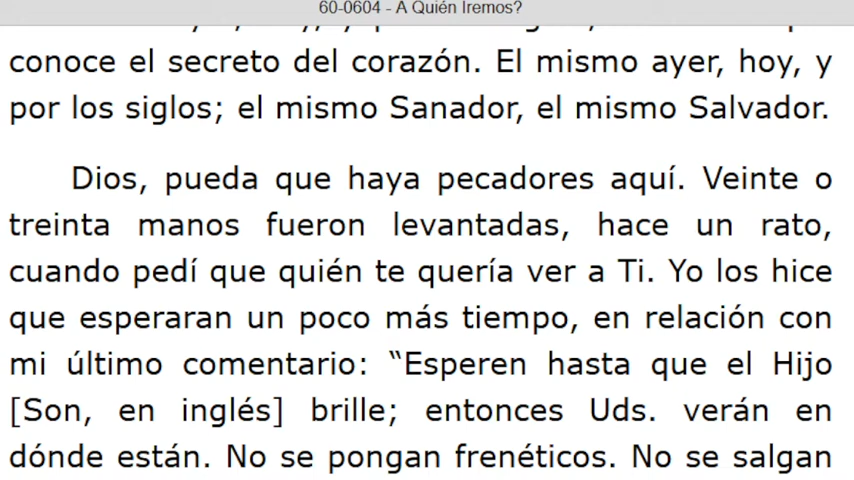 60-0604 - A Quién Iremos?
conoce el secreto del corazón. El mismo ayer, hoy, y
por los siglos; el mismo Sanador, el mismo Salvador.
Dios, pueda que haya pecadores aquí. Veinte o
treinta manos fueron levantadas, hace un rato,
cuando pedí que quién te quería ver a Ti. Yo los hice
que esperaran un poco más tiempo, en relación con
mi último comentario: “Esperen hasta que el Hijo
[Son, en inglés] brille; entonces Uds. verán en
dónde están. No se pongan frenéticos. No se salgan